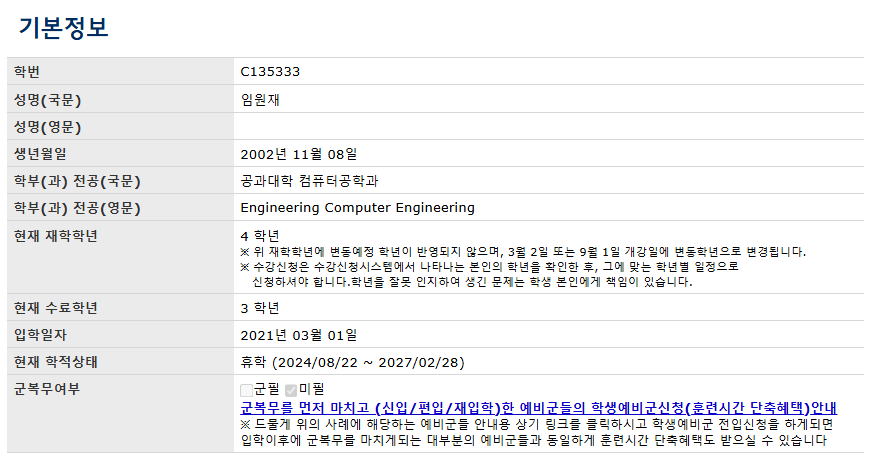 기본정보
학번 C135333
성명(국문) 임원재
성명(영문)
생년월일 2002년 11월 08일
학부(과) 전공(국문) 공과대학 컴퓨터공학과
학부(과) 전공(영문) Engineering Computer Engineering
현재 재학학년 4 학년
※ 위 재학학년에 변동예정 학년이 반영되지 않으며, 3월 2일 또는 9월 1일 개강일에 변동학년으로 변경됩니다.
※ 수강신청은 수강신청시스템에서 나타나는 본인의 학년을 확인한 후, 그에 맞는 학년별 일정으로
신청하셔야 합니다.학년을 잘못 인지하여 생긴 문제는 학생 본인에게 책임이 있습니다.
현재 수료학년 3 학년
입학일자 2021년 03월 01일
현재 학적상태 휴학 (2024/08/22 ~ 2027/02/28)
군복무여부 군필 미필
군복무를 먼저 마치고 (신입/편입/재입학)한 예비군들의 학생예비군신청(훈련시간 단축혜택)안내
※ 드물게 위의 사례에 해당하는 예비군들 안내용 상기 링크를 클릭하시고 학생예비군 전입신청을 하게되면
입학이후에 군복무를 마치게되는 대부분의 예비군들과 동일하게 훈련시간 단축혜택도 받으실 수 있습니다